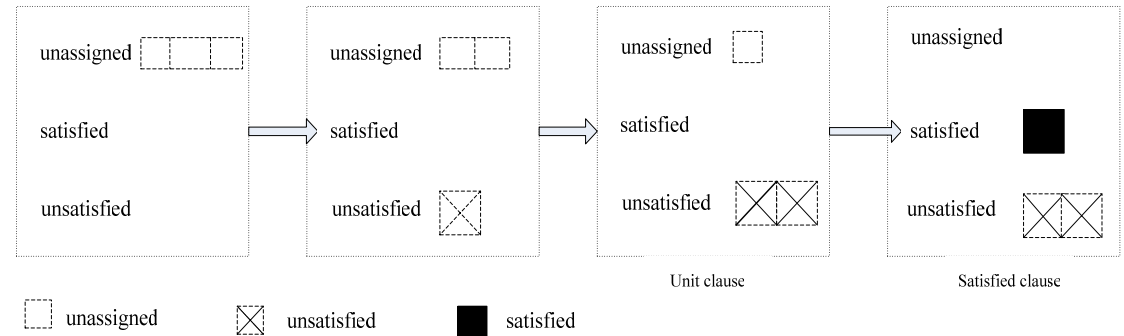 unassigned
satisfied
unsatisfied
unassigned
satisfied
unsatisfied
unassigned
satisfied
unsatisfied
Unit clause
unassigned
satisfied
unsatisfied
Satisfied clause
unassigned
unsatisfied
satisfied